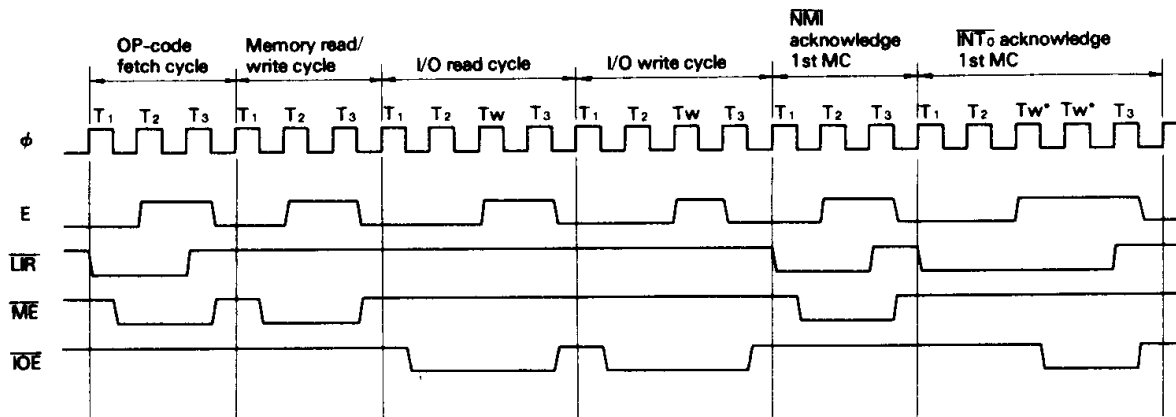 OP-code
fetch cycle
Memory read/
write cycle
I/O read cycle
I/O write cycle
NMI
acknowledge
1st MC
INT₀ acknowledge
1st MC
T₁ T₂ T₃ T₁ T₂ T₃ T₁ T₂ TW T₃ T₁ T₂ TW T₃ T₁ T₂ T₃ T₁ T₂ TW* TW* T₃
φ
E
LIR
ME
IOE